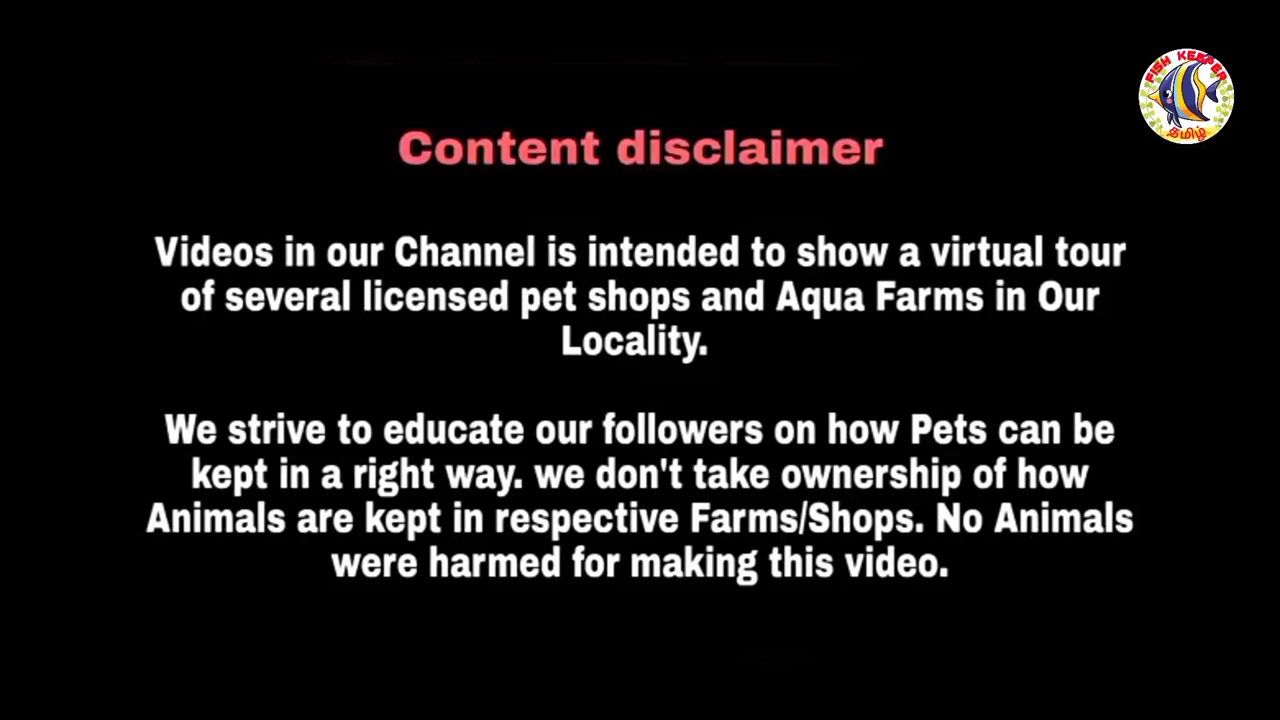 FISH KEEPER
தமிழ்
Content disclaimer
Videos in our Channel is intended to show a virtual tour
of several licensed pet shops and Aqua Farms in Our
Locality.
We strive to educate our followers on how Pets can be
kept in a right way. we don't take ownership of how
Animals are kept in respective Farms/Shops. No Animals
were harmed for making this video.